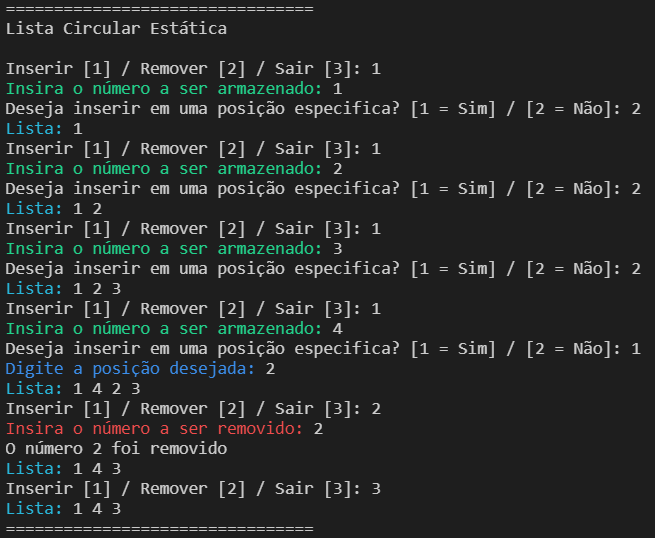 ================================
Lista Circular Estática
Inserir [1] / Remover [2] / Sair [3]: 1
Insira o número a ser armazenado: 1
Deseja inserir em uma posição especifica? [1 = Sim] / [2 = Não]: 2
Lista: 1
Inserir [1] / Remover [2] / Sair [3]: 1
Insira o número a ser armazenado: 2
Deseja inserir em uma posição especifica? [1 = Sim] / [2 = Não]: 2
Lista: 1 2
Inserir [1] / Remover [2] / Sair [3]: 1
Insira o número a ser armazenado: 3
Deseja inserir em uma posição especifica? [1 = Sim] / [2 = Não]: 2
Lista: 1 2 3
Inserir [1] / Remover [2] / Sair [3]: 1
Insira o número a ser armazenado: 4
Deseja inserir em uma posição especifica? [1 = Sim] / [2 = Não]: 1
Digite a posição desejada: 2
Lista: 1 4 2 3
Inserir [1] / Remover [2] / Sair [3]: 2
Insira o número a ser removido: 2
O número 2 foi removido
Lista: 1 4 3
Inserir [1] / Remover [2] / Sair [3]: 3
Lista: 1 4 3
================================